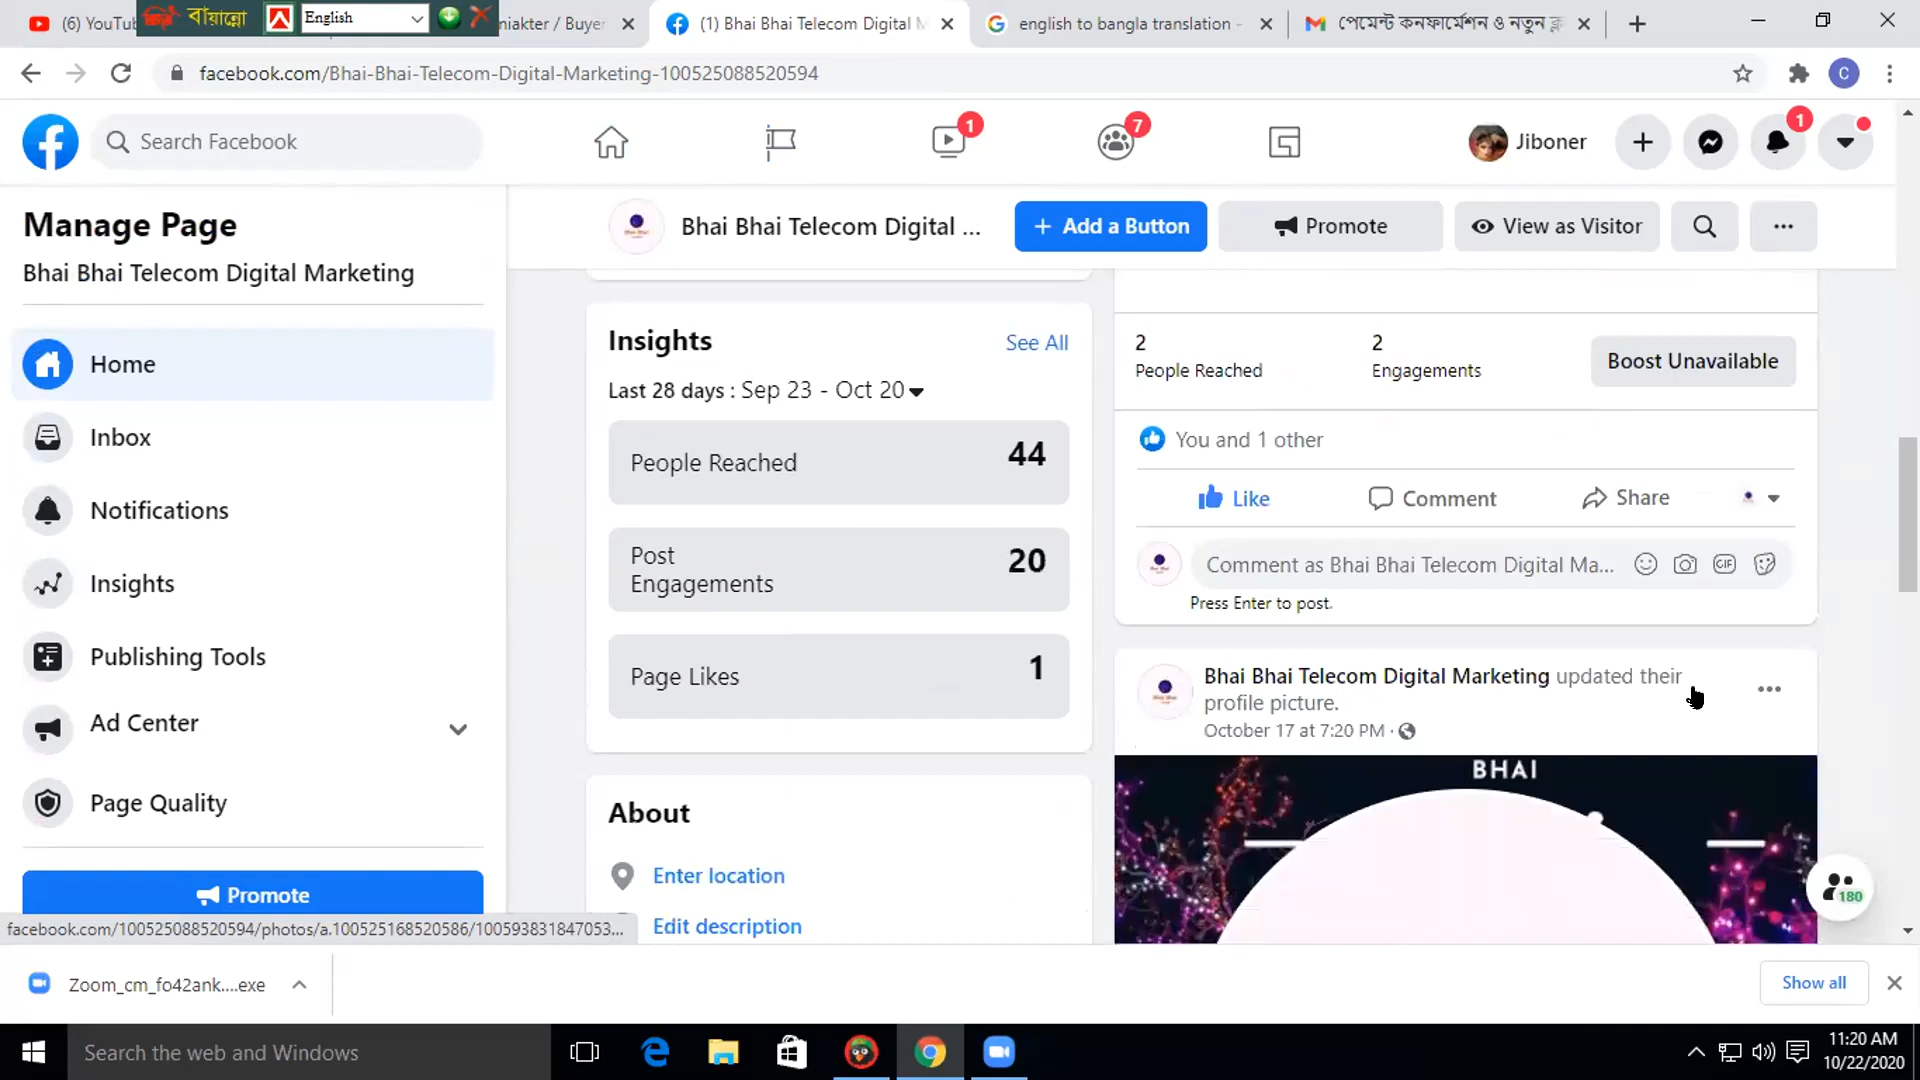 (6) YouTu
বায়ান্নো
English
niakter / Buyer
(1) Bhai Bhai Telecom Digital M
english to bangla translation -
পেমেন্ট কনফার্মেশন ও নতুন ক্ল
facebook.com/Bhai-Bhai-Telecom-Digital-Marketing-100525088520594
C
Search Facebook
1
7
Jiboner
1
Manage Page
Bhai Bhai Telecom Digital Marketing
Bhai Bhai Telecom Digital ...
+ Add a Button
Promote
View as Visitor
Home
Inbox
Notifications
Insights
Publishing Tools
Ad Center
Page Quality
Promote
Insights
See All
Last 28 days : Sep 23 - Oct 20
People Reached 44
Post Engagements 20
Page Likes 1
About
Enter location
Edit description
2
People Reached
2
Engagements
Boost Unavailable
You and 1 other
Like
Comment
Share
Comment as Bhai Bhai Telecom Digital Ma...
GIF
Press Enter to post.
Bhai Bhai Telecom Digital Marketing updated their
profile picture.
October 17 at 7:20 PM ·
BHAI
180
facebook.com/100525088520594/photos/a.100525168520586/100593831847053...
Zoom_cm_fo42ank....exe
Show all
Search the web and Windows
11:20 AM
10/22/2020